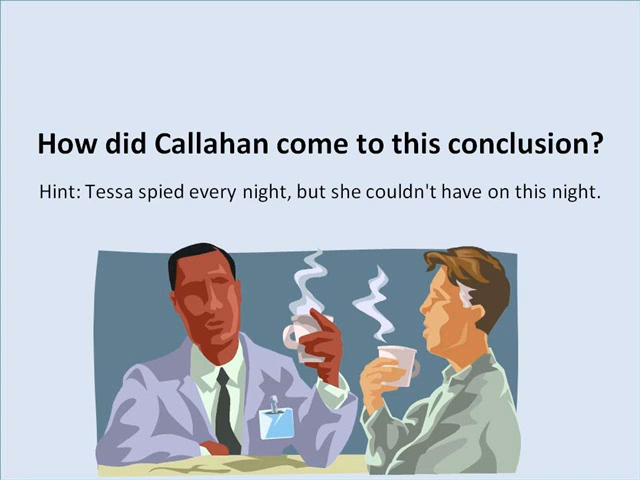 How did Callahan come to this conclusion?
Hint: Tessa spied every night, but she couldn't have on this night.